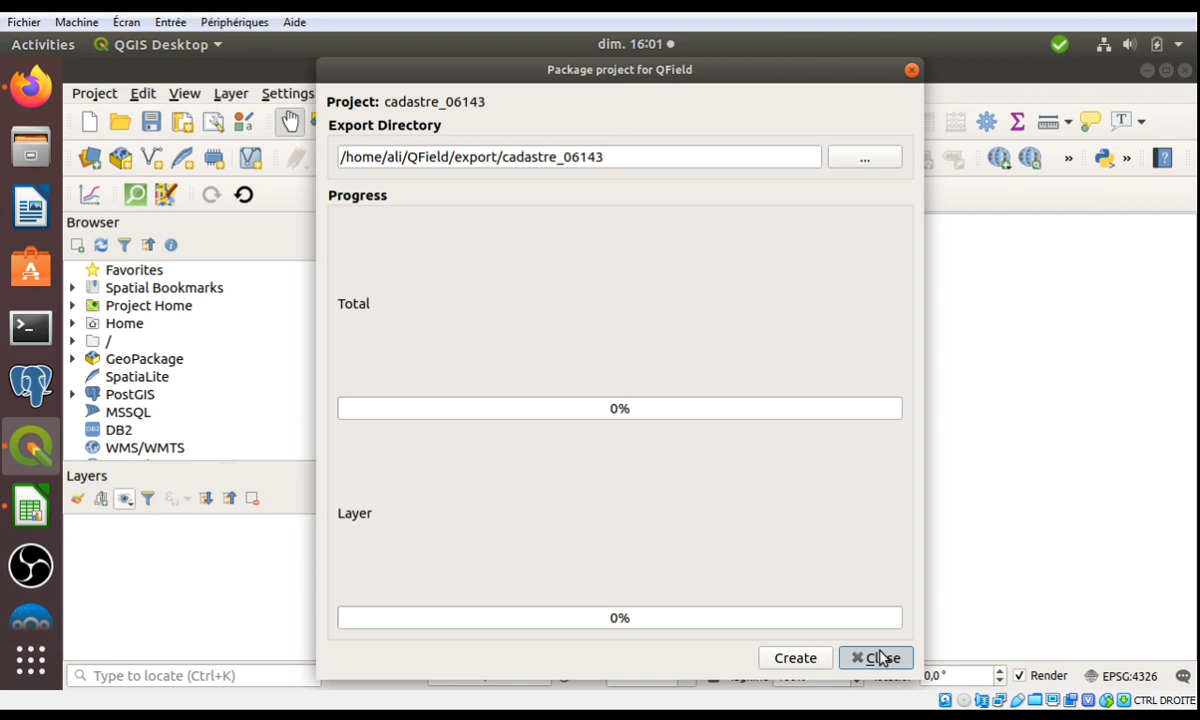 Fichier Machine Écran Entrée Périphériques Aide
Activities QGIS Desktop dim. 16:01
Package project for QField
Project Edit View Layer Settings
Project: cadastre_06143
Export Directory
/home/ali/QField/export/cadastre_06143 ...
Progress
Browser
Favorites
Spatial Bookmarks
Project Home
Home
/
GeoPackage
SpatiaLite
PostGIS
MSSQL
DB2
WMS/WMTS
Total
0%
Layers
Layer
0%
Create Close
Type to locate (Ctrl+K) 0,0 ° Render EPSG:4326
CTRL DROITE